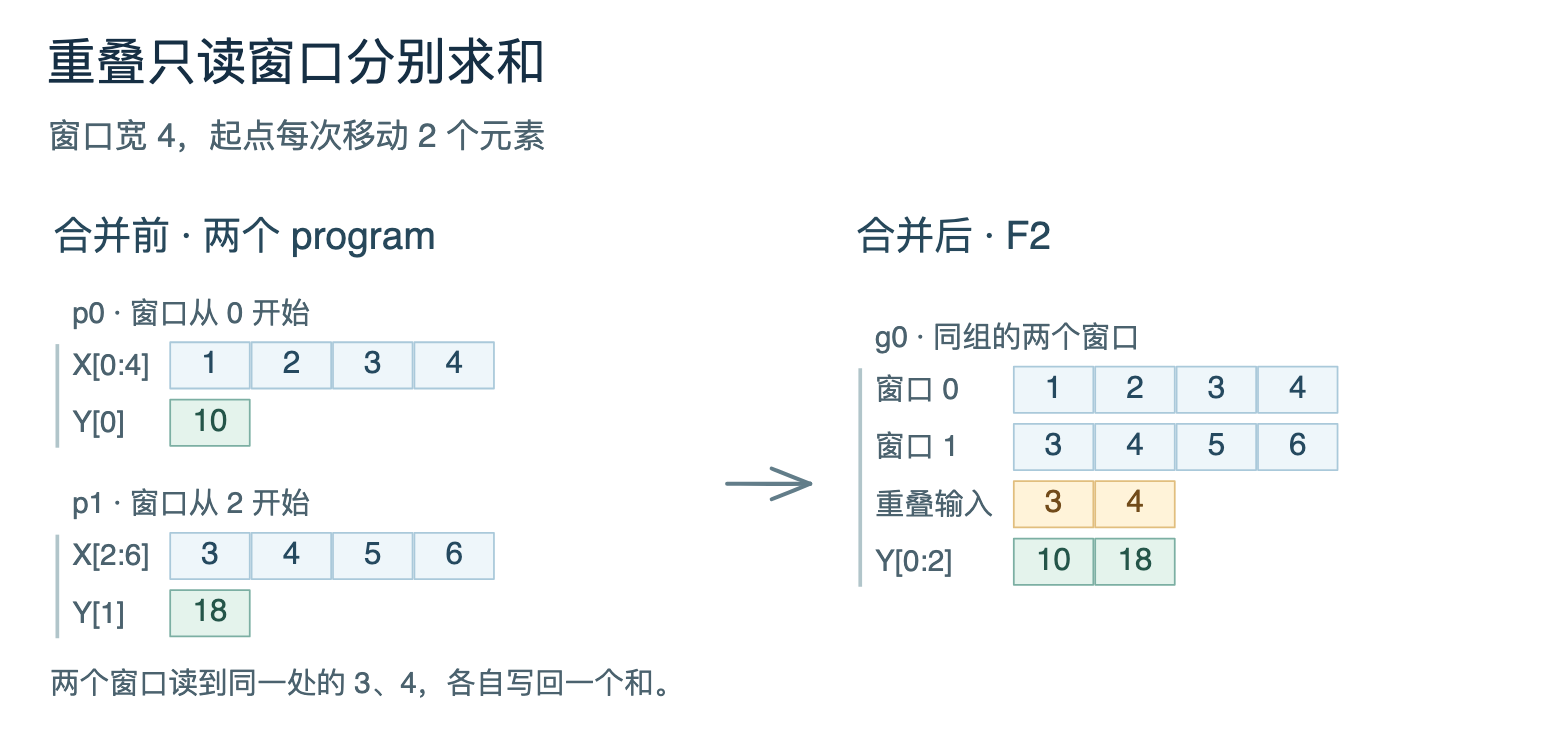 重叠只读窗口分别求和
窗口宽 4，起点每次移动 2 个元素
合并前 · 两个 program
p0 · 窗口从 0 开始
X[0:4] 1 2 3 4
Y[0] 10
p1 · 窗口从 2 开始
X[2:6] 3 4 5 6
Y[1] 18
两个窗口读到同一处的 3、4，各自写回一个和。
合并后 · F2
g0 · 同组的两个窗口
窗口 0 1 2 3 4
窗口 1 3 4 5 6
重叠输入 3 4
Y[0:2] 10 18